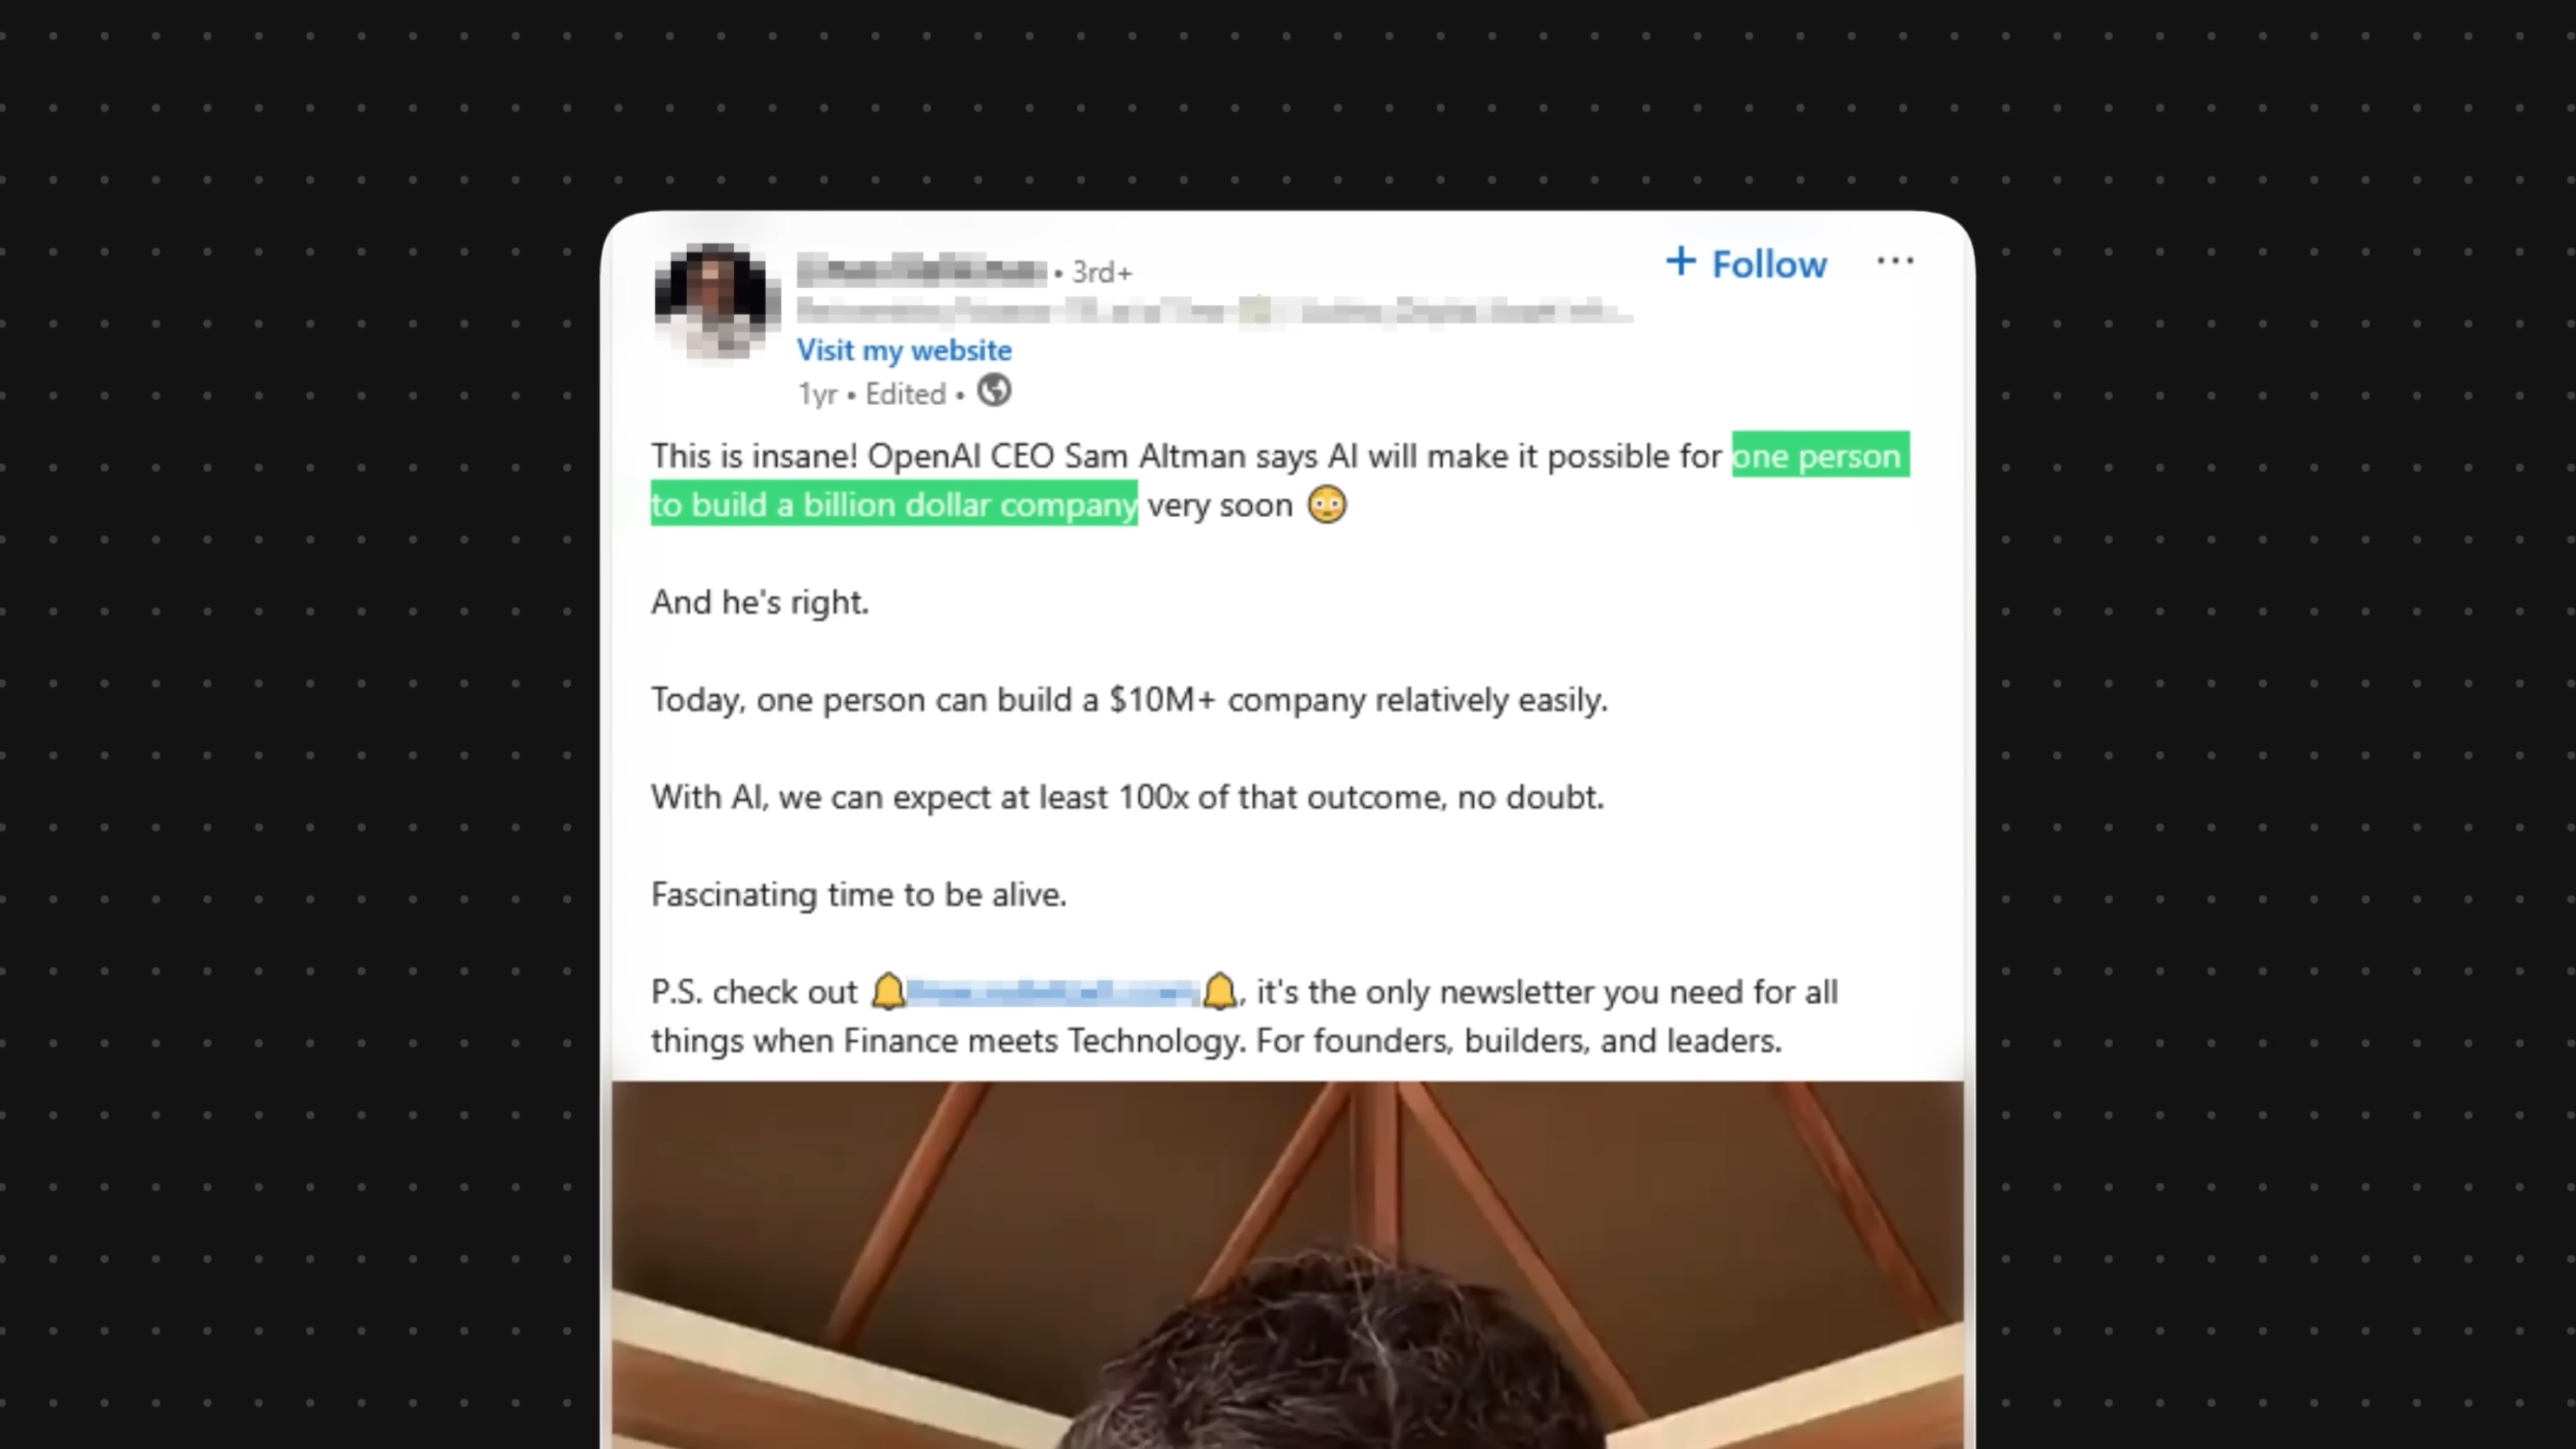 • 3rd+
+ Follow ...
Visit my website
1yr • Edited •
This is insane! OpenAI CEO Sam Altman says AI will make it possible for one person
to build a billion dollar company very soon 😳
And he's right.
Today, one person can build a $10M+ company relatively easily.
With AI, we can expect at least 100x of that outcome, no doubt.
Fascinating time to be alive.
P.S. check out 🔔 🔔, it's the only newsletter you need for all
things when Finance meets Technology. For founders, builders, and leaders.